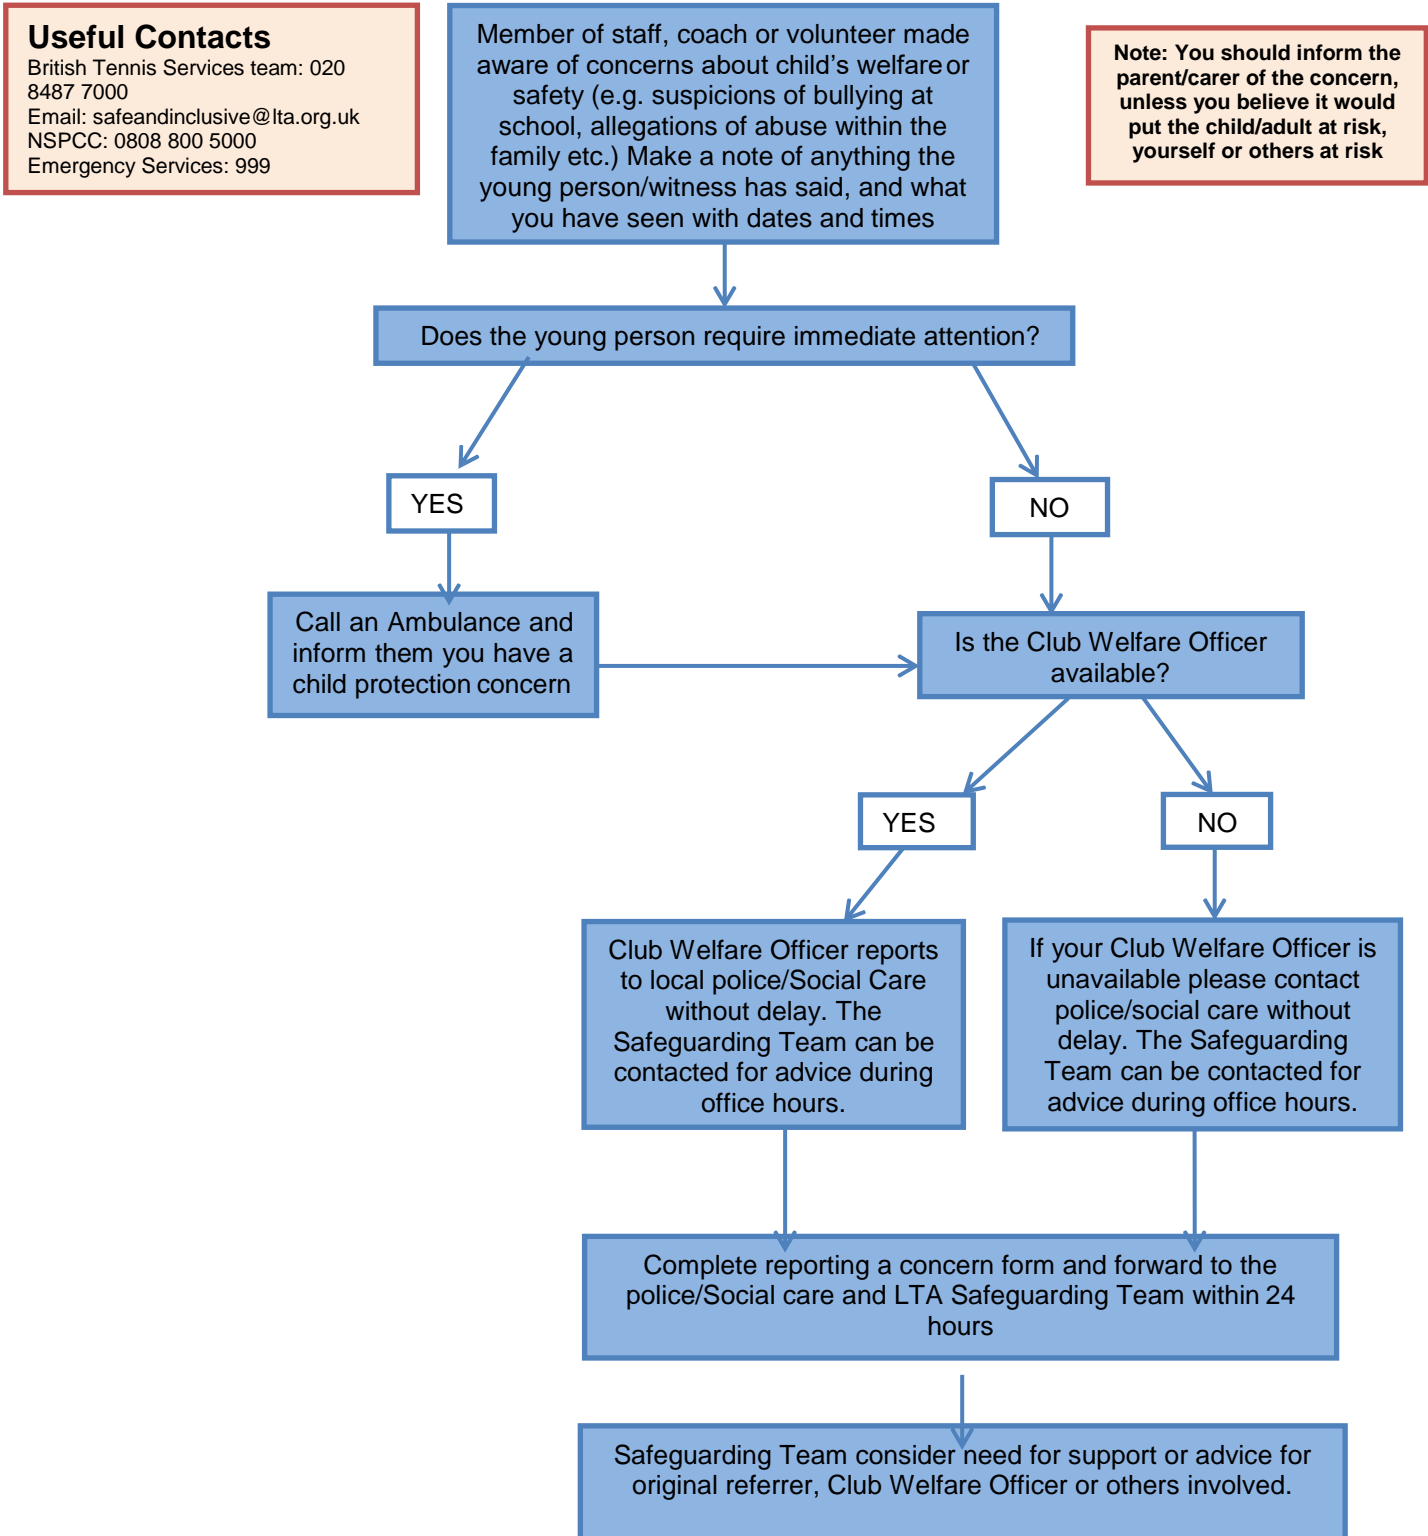 Useful Contacts
British Tennis Services team: 020
8487 7000
Email: safeandinclusive@lta.org.uk
NSPCC: 0808 800 5000
Emergency Services: 999
Member of staff, coach or volunteer made
aware of concerns about child's welfare or
safety (e.g. suspicions of bullying at
school, allegations of abuse within the
family etc.) Make a note of anything the
young person/witness has said, and what
you have seen with dates and times
Note: You should inform the
parent/carer of the concern,
unless you believe it would
put the child/adult at risk,
yourself or others at risk
Does the young person require immediate attention?
YES
NO
Call an Ambulance and
inform them you have a
child protection concern
Is the Club Welfare Officer
available?
YES
NO
Club Welfare Officer reports
to local police/Social Care
without delay. The
Safeguarding Team can be
contacted for advice during
office hours.
If your Club Welfare Officer is
unavailable please contact
police/social care without
delay. The Safeguarding
Team can be contacted for
advice during office hours.
Complete reporting a concern form and forward to the
police/Social care and LTA Safeguarding Team within 24
hours
Safeguarding Team consider need for support or advice for
original referrer, Club Welfare Officer or others involved.